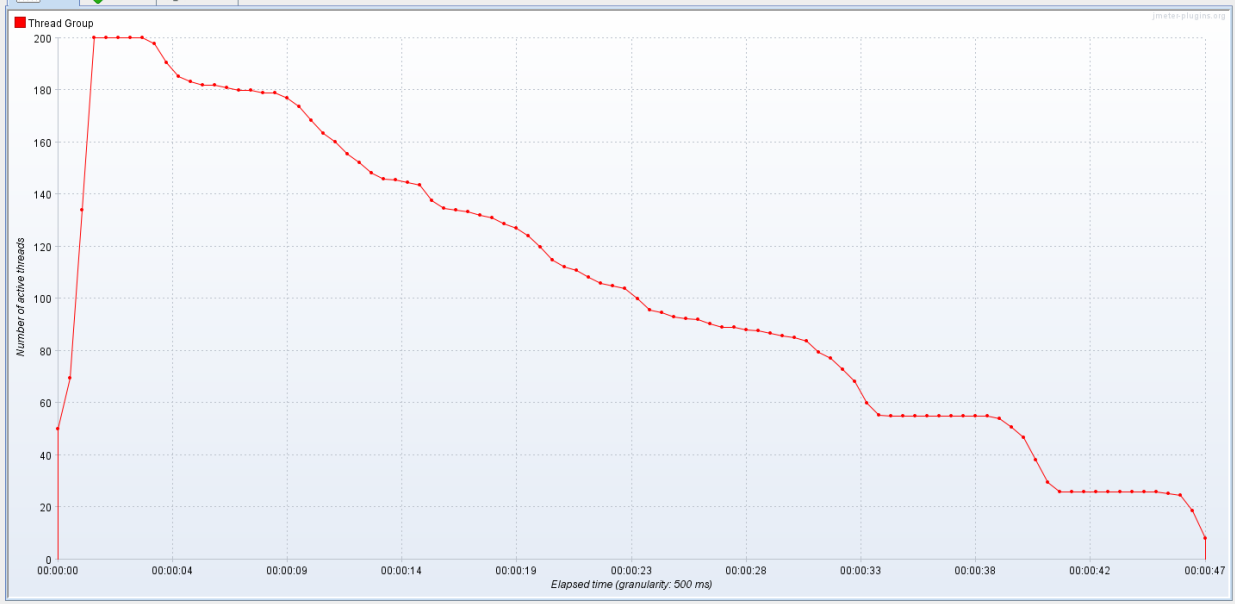 Thread Group
jmeter-plugins.org
200
180
160
140
120
100
80
60
40
20
0
Number of active threads
00:00:00 00:00:04 00:00:09 00:00:14 00:00:19 00:00:23 00:00:28 00:00:33 00:00:38 00:00:42 00:00:47
Elapsed time (granularity: 500 ms)